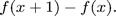 f(x + 1) − f(x).